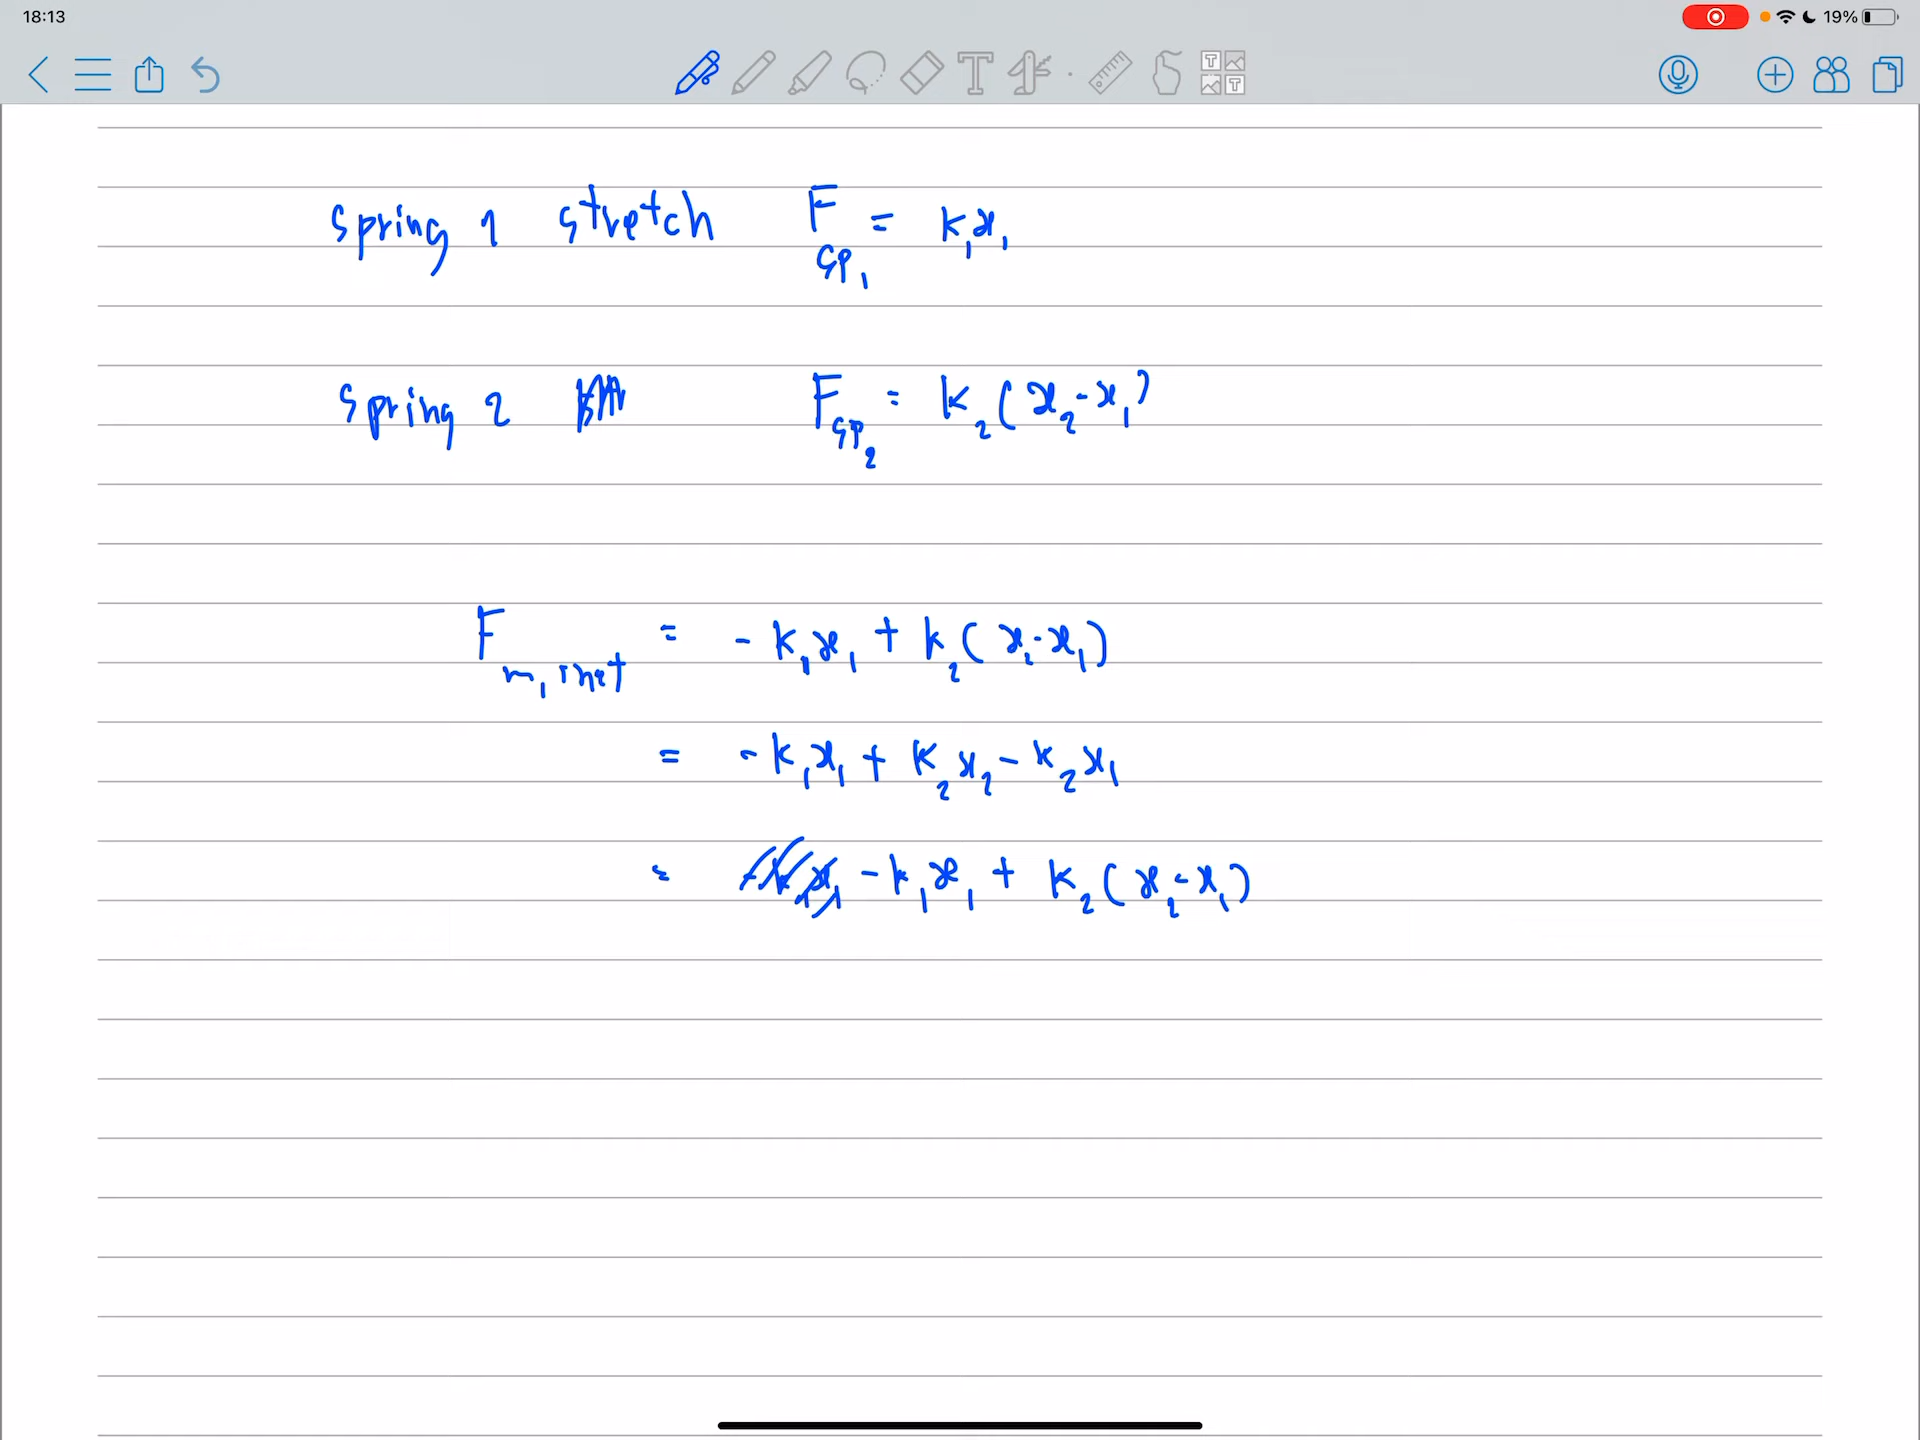 18:13
19%
spring 1 stretch F_sp₁ = k₁x₁
spring 2 F_sp₂ = k₂(x₂-x₁)
F_m₁ net = -k₁x₁ + k₂(x₂-x₁)
= -k₁x₁ + k₂x₂ - k₂x₁
= -k₁x₁ + k₂(x₂-x₁)